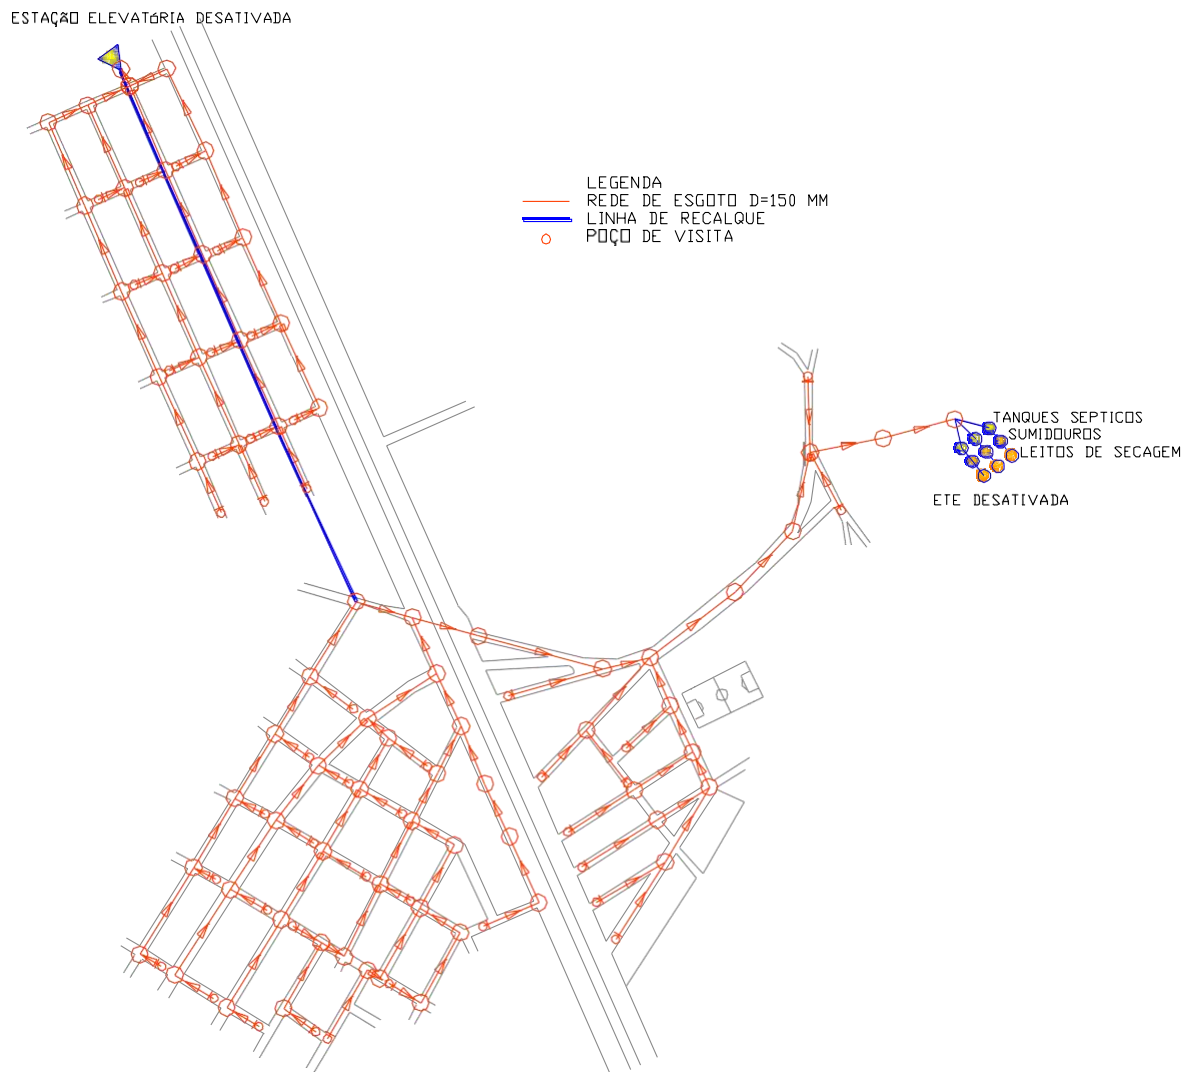 ESTAÇÃO ELEVATóRIA DESATIVADA
LEGENDA
REDE DE ESGOTO D=150 MM
LINHA DE RECALQUE
POÇO DE VISITA
TANQUES SEPTICOS
SUMIDOUROS
LEITOS DE SECAGEM
ETE DESATIVADA